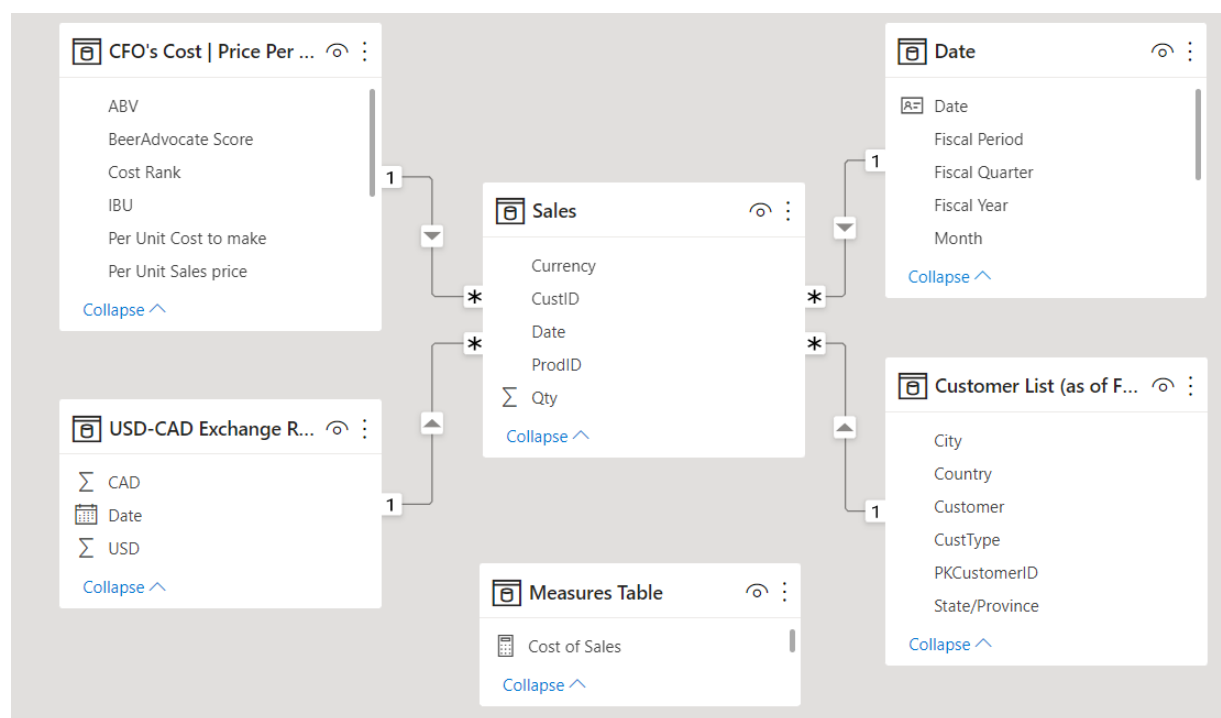 CFO's Cost | Price Per ...
ABV
BeerAdvocate Score
Cost Rank
IBU
Per Unit Cost to make
Per Unit Sales price
Collapse
1
*
USD-CAD Exchange R...
CAD
Date
USD
Collapse
1
*
Sales
Currency
CustID
Date
ProdID
Qty
Collapse
Measures Table
Cost of Sales
Collapse
Date
Date
Fiscal Period
Fiscal Quarter
Fiscal Year
Month
Collapse
1
*
Customer List (as of F...
City
Country
Customer
CustType
PKCustomerID
State/Province
Collapse
1
*